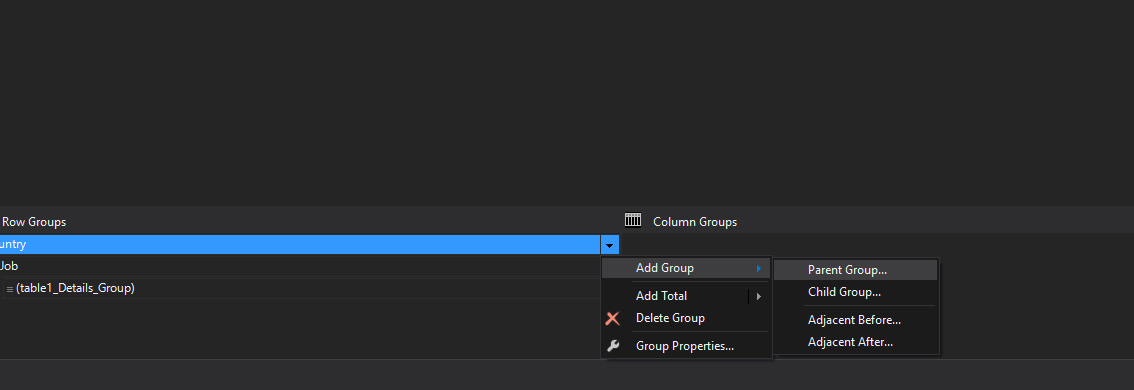 Row Groups
Column Groups
untry
Job
(table1_Details_Group)
Add Group
Add Total
Delete Group
Group Properties...
Parent Group...
Child Group...
Adjacent Before...
Adjacent After...